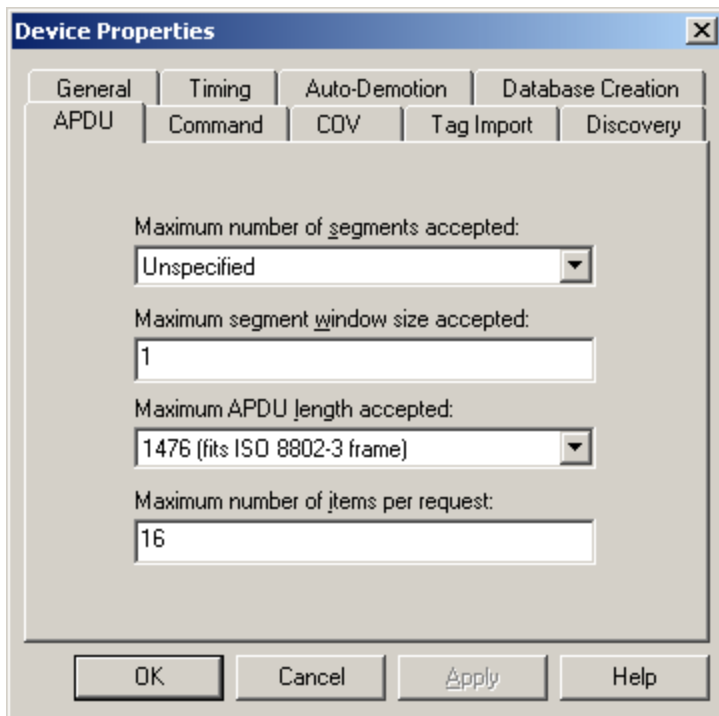 Device Properties
General Timing Auto-Demotion Database Creation
APDU Command COV Tag Import Discovery
Maximum number of segments accepted:
Unspecified
Maximum segment window size accepted:
1
Maximum APDU length accepted:
1476 (fits ISO 8802-3 frame)
Maximum number of items per request:
16
OK Cancel Apply Help